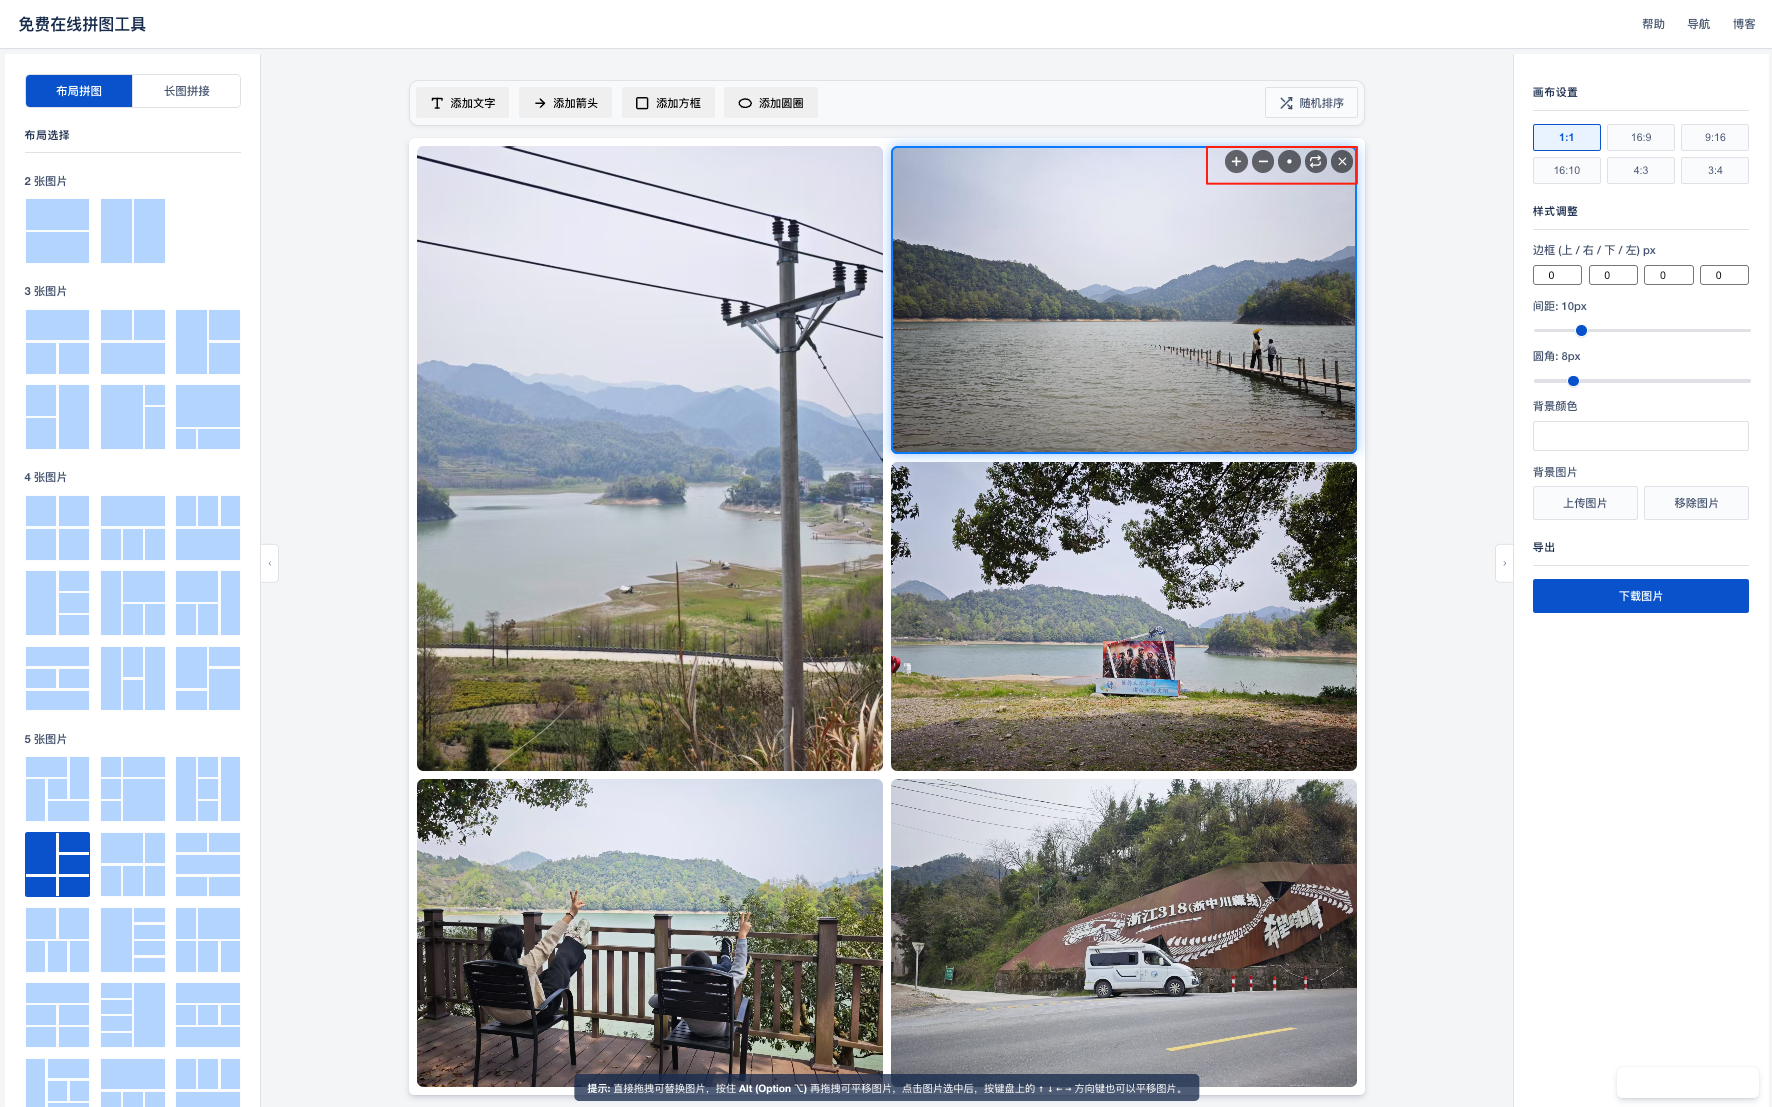 免费在线拼图工具
帮助 导航 博客
布局拼图 长图拼接
布局选择
2 张图片
3 张图片
4 张图片
5 张图片
添加文字 添加箭头 添加方框 添加圆圈 随机排序
浙江318(浙中川藏线)
提示: 直接拖拽可替换图片，按住 Alt (Option ⌥) 再拖拽可平移图片，点击图片选中后，按键盘上的 ↑ ↓ ← → 方向键也可以平移图片。
画布设置
1:1 16:9 9:16
16:10 4:3 3:4
样式调整
边框 (上 / 右 / 下 / 左) px
0 0 0 0
间距: 10px
圆角: 8px
背景颜色
背景图片
上传图片 移除图片
导出
下载图片